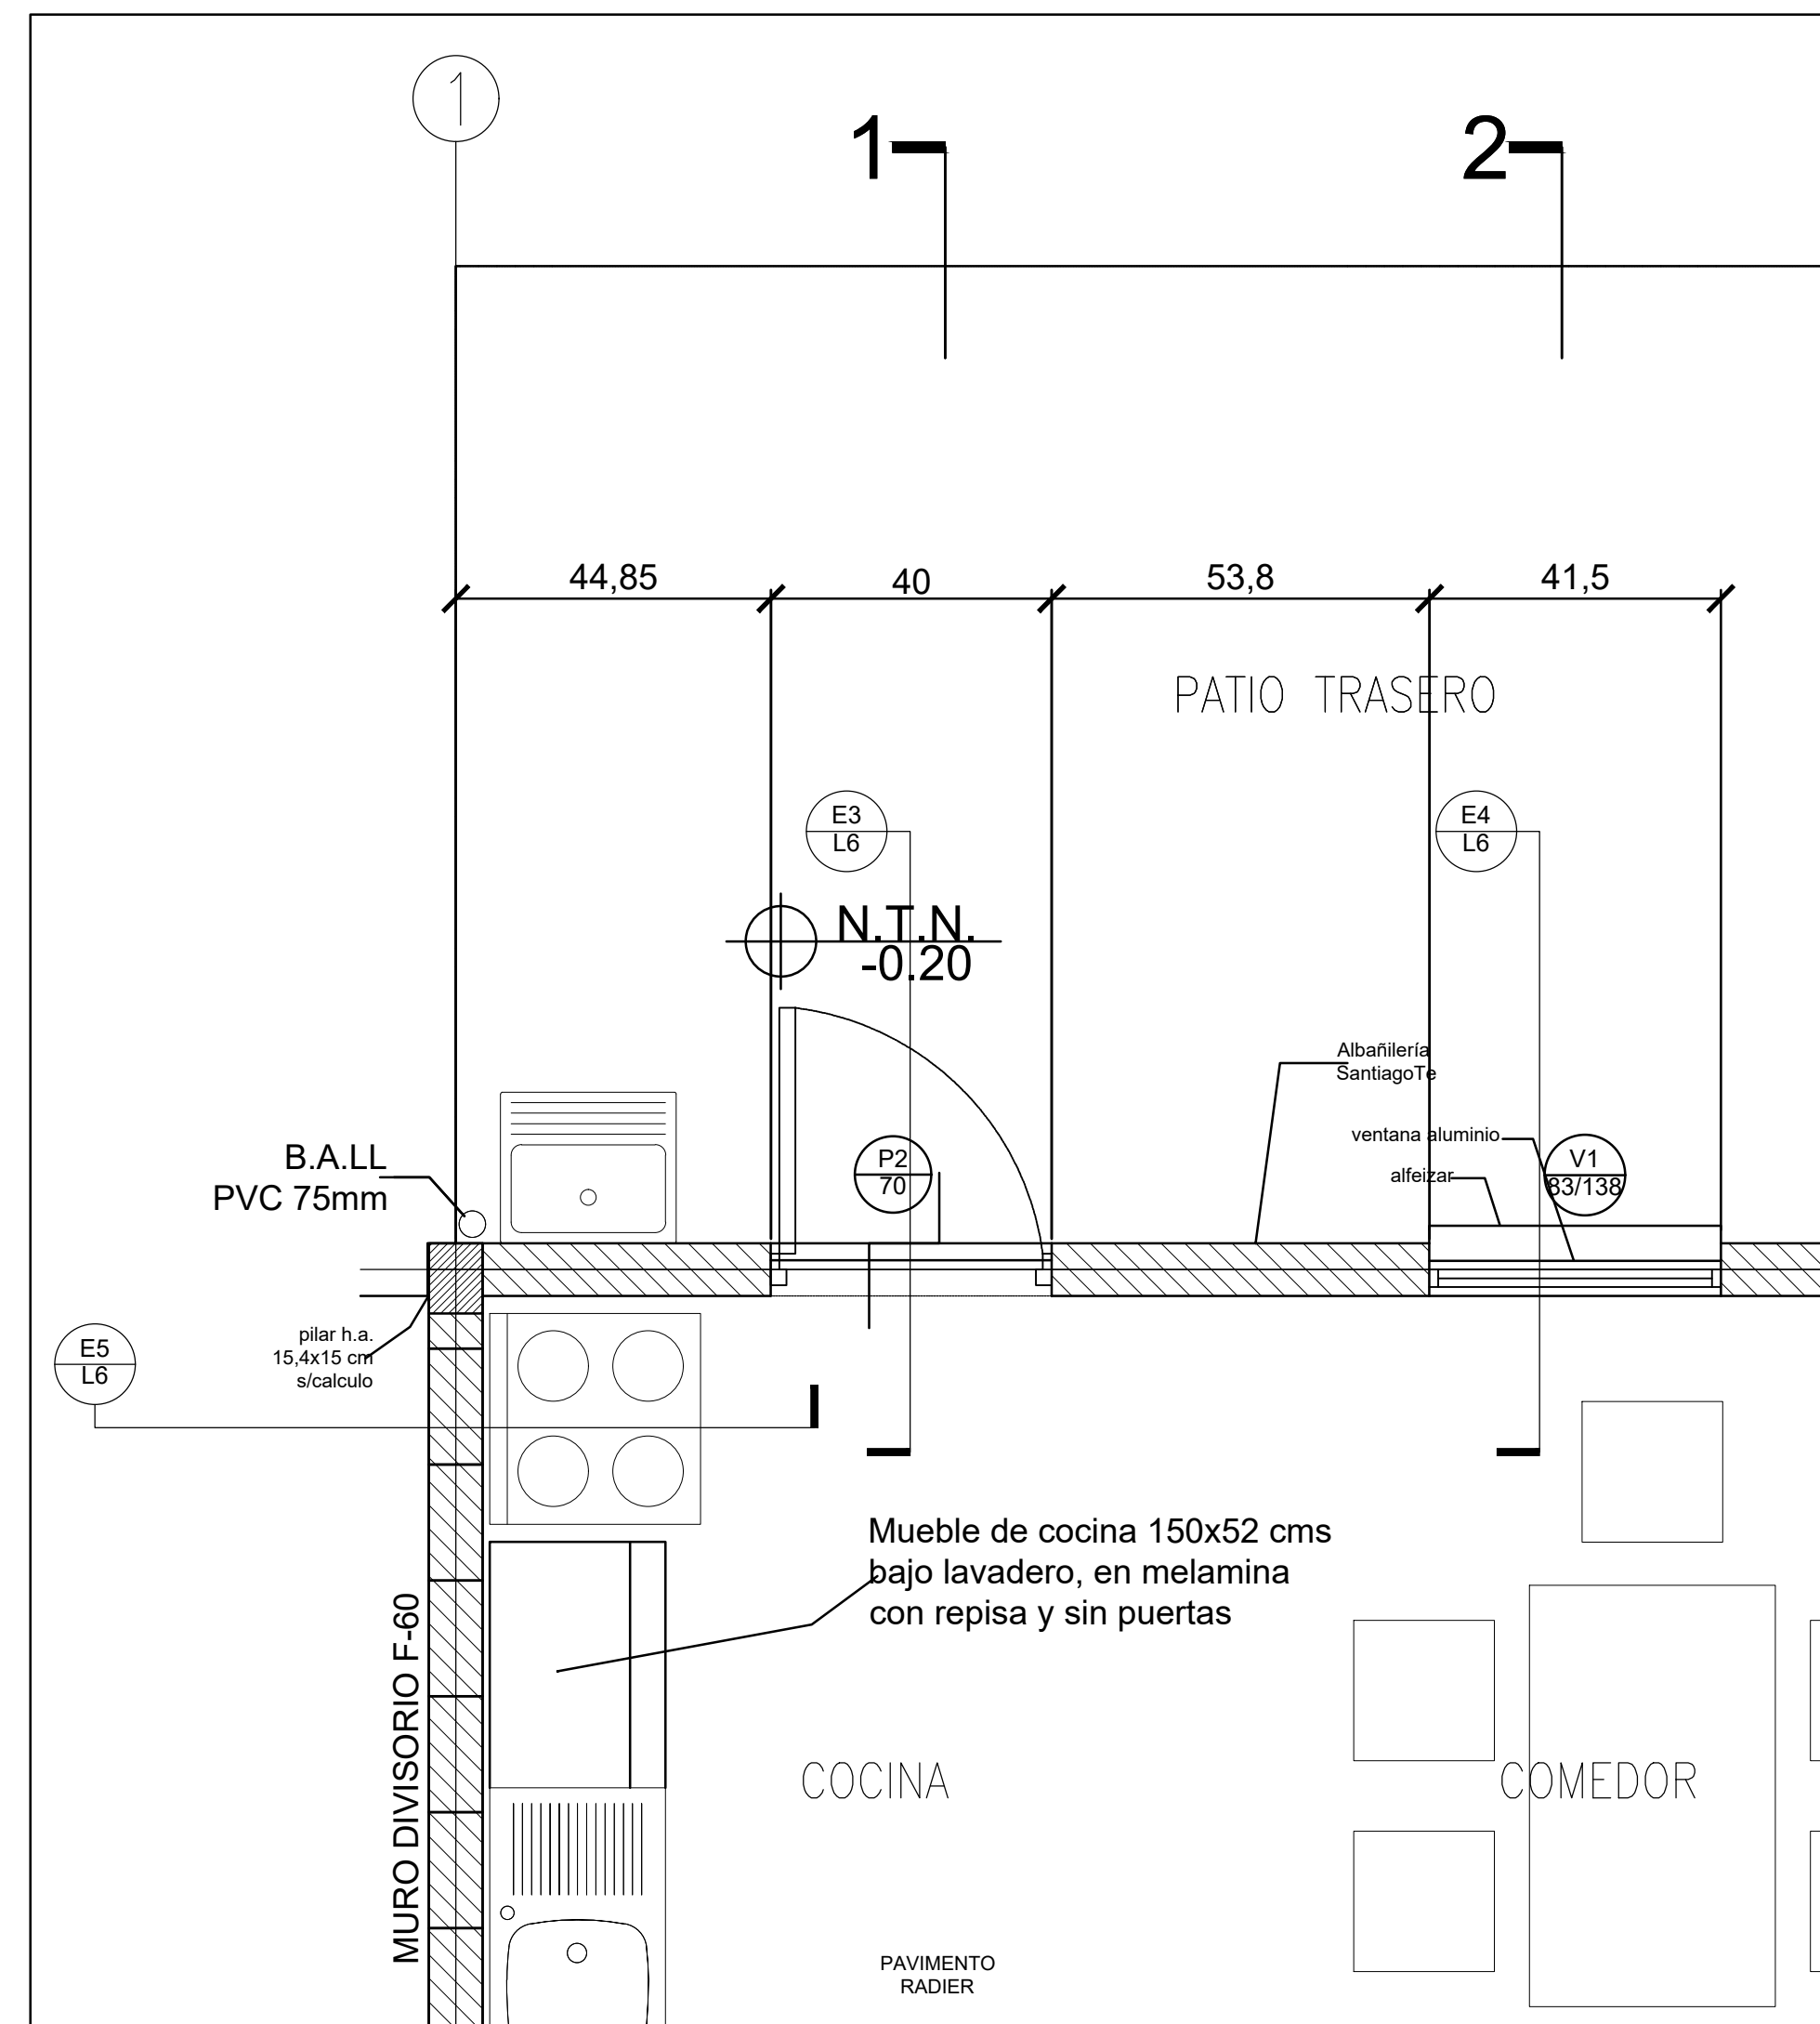 1
1
2
44,85
40
53,8
41,5
PATIO TRASERO
E3
L6
E4
L6
N.T.N.
-0.20
Albañilería
SantiagoTe
ventana aluminio
alfeizar
V1
83/138
P2
70
B.A.LL
PVC 75mm
pilar h.a.
15,4x15 cm
s/calculo
E5
L6
Mueble de cocina 150x52 cms
bajo lavadero, en melamina
con repisa y sin puertas
MURO DIVISORIO F-60
COCINA
COMEDOR
PAVIMENTO
RADIER